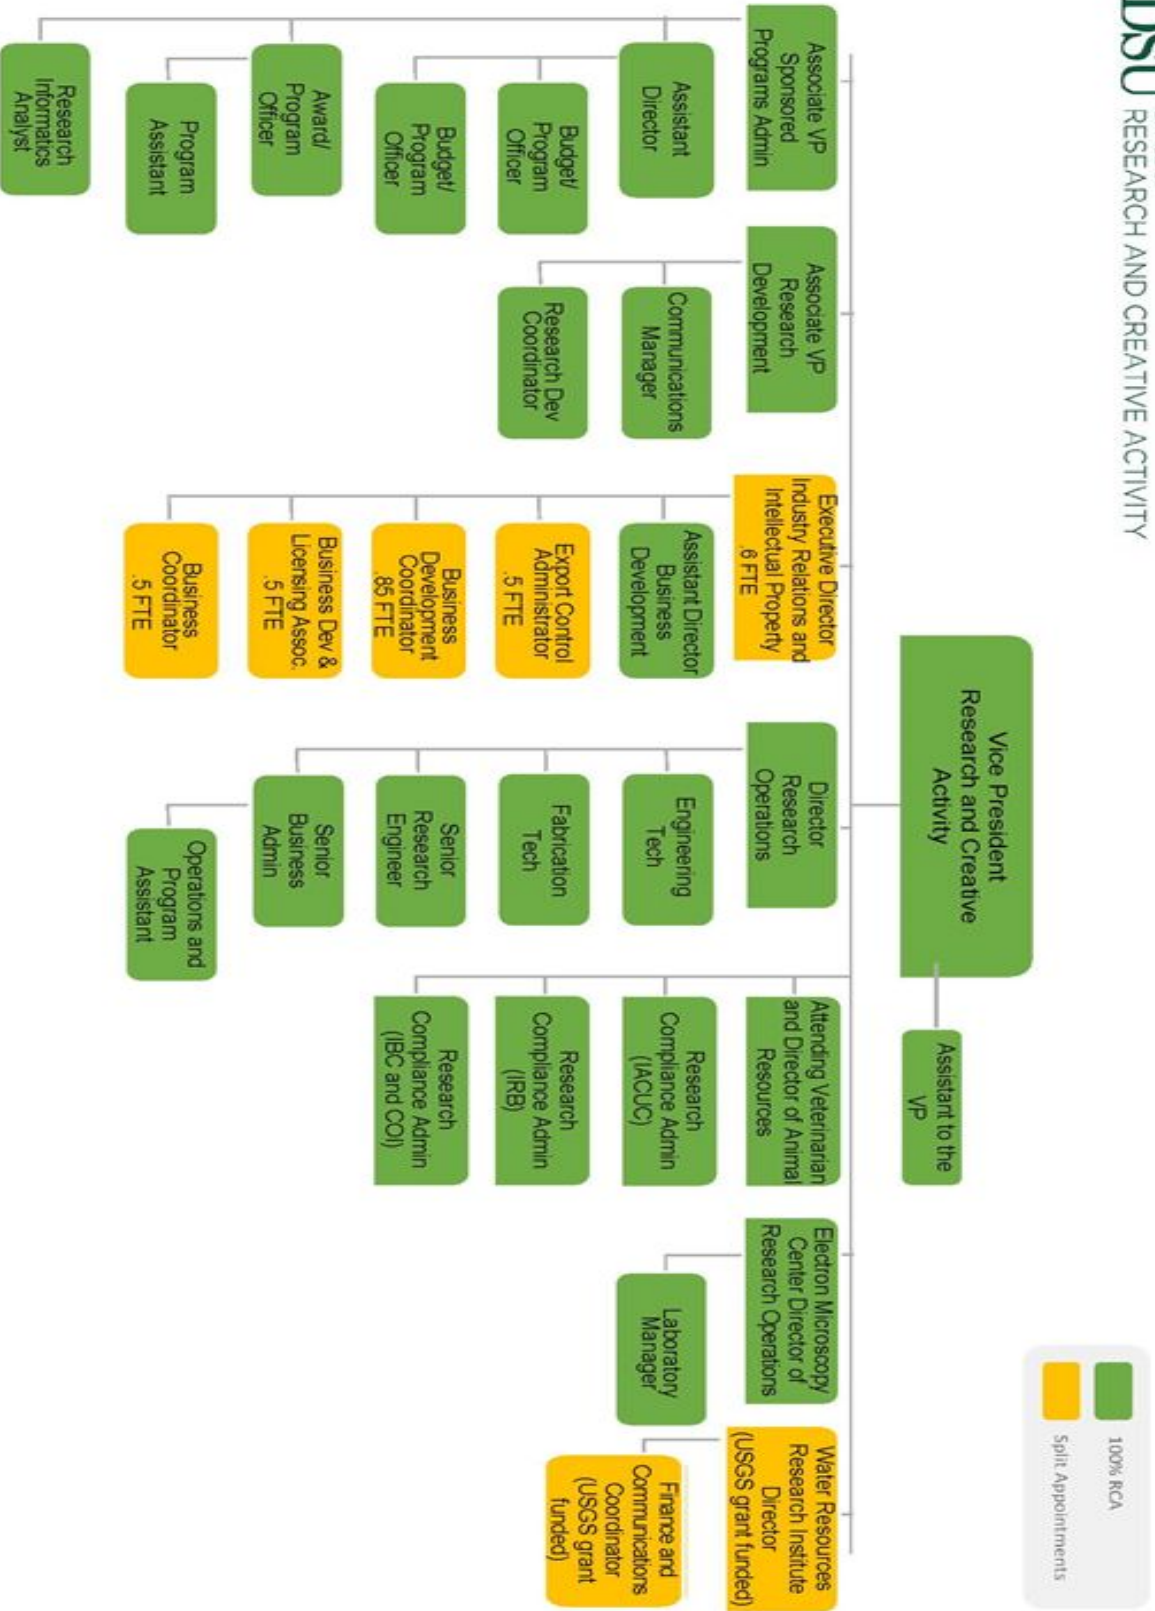 DSU RESEARCH AND CREATIVE ACTIVITY
100% RCA
Split Appointments
Vice President
Research and Creative
Activity
Assistant to the
VP
Associate VP
Sponsored
Programs Admin
Assistant
Director
Budget/
Program
Officer
Budget/
Program
Officer
Award/
Program
Officer
Program
Assistant
Research
Informatics
Analyst
Associate VP
Research
Development
Communications
Manager
Research Dev
Coordinator
Executive Director
Industry Relations and
Intellectual Property
.6 FTE
Assistant Director
Business
Development
Export Control
Administrator
.5 FTE
Business
Development
Coordinator
.85 FTE
Business Dev &
Licensing Assoc.
.5 FTE
Business
Coordinator
.5 FTE
Director
Research
Operations
Engineering
Tech
Fabrication
Tech
Senior
Research
Engineer
Senior
Business
Admin
Operations and
Program
Assistant
Attending Veterinarian
and Director of Animal
Resources
Research
Compliance Admin
(IACUC)
Research
Compliance Admin
(IRB)
Research
Compliance Admin
(IBC and COI)
Electron Microscopy
Center Director of
Research Operations
Laboratory
Manager
Water Resources
Research Institute
Director
(USGS grant funded)
Finance and
Communications
Coordinator
(USGS grant
funded)